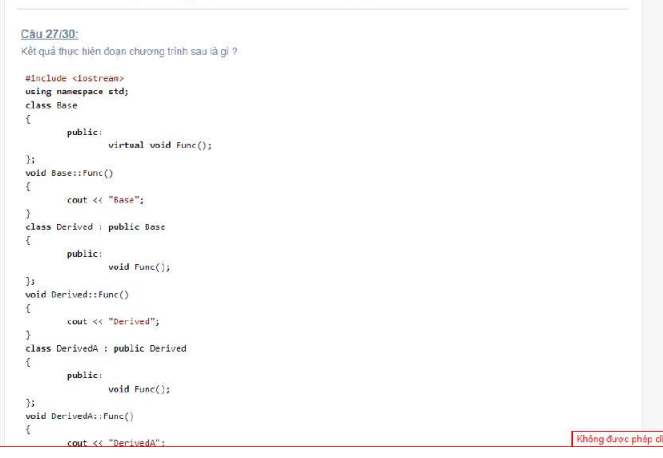 Câu 27/30:
Kết quả thực hiện đoạn chương trình sau là gì ?
#include <iostream>
using namespace std;
class Base
{
public:
virtual void Func();
};
void Base::Func()
{
cout << "Base";
}
class Derived : public Base
{
public:
void Func();
};
void Derived::Func()
{
cout << "Derived";
}
class DerivedA : public Derived
{
public:
void Func();
};
void DerivedA::Func()
{
cout << "DerivedA";
Không được phép cli